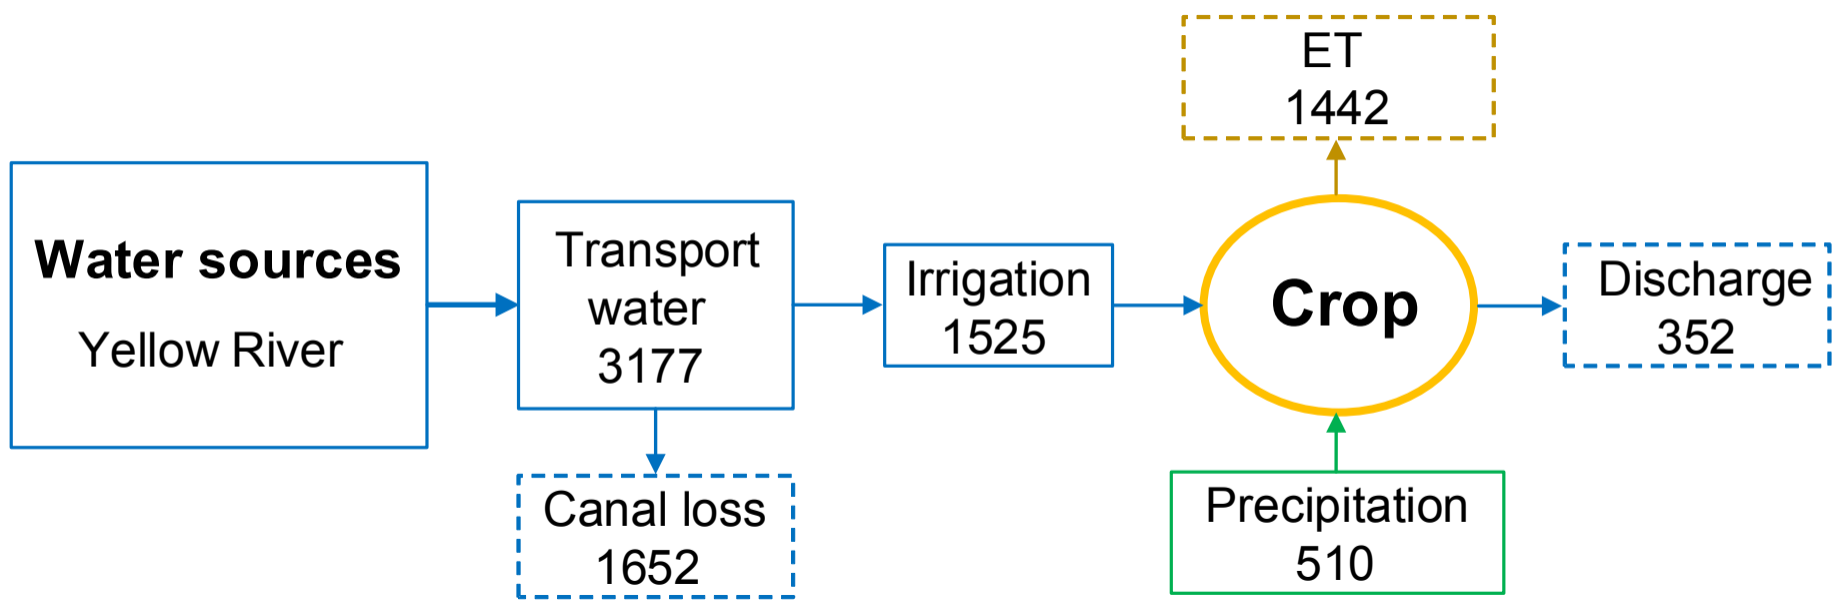 Water sources
Yellow River
Transport
water
3177
Canal loss
1652
Irrigation
1525
ET
1442
Crop
Precipitation
510
Discharge
352